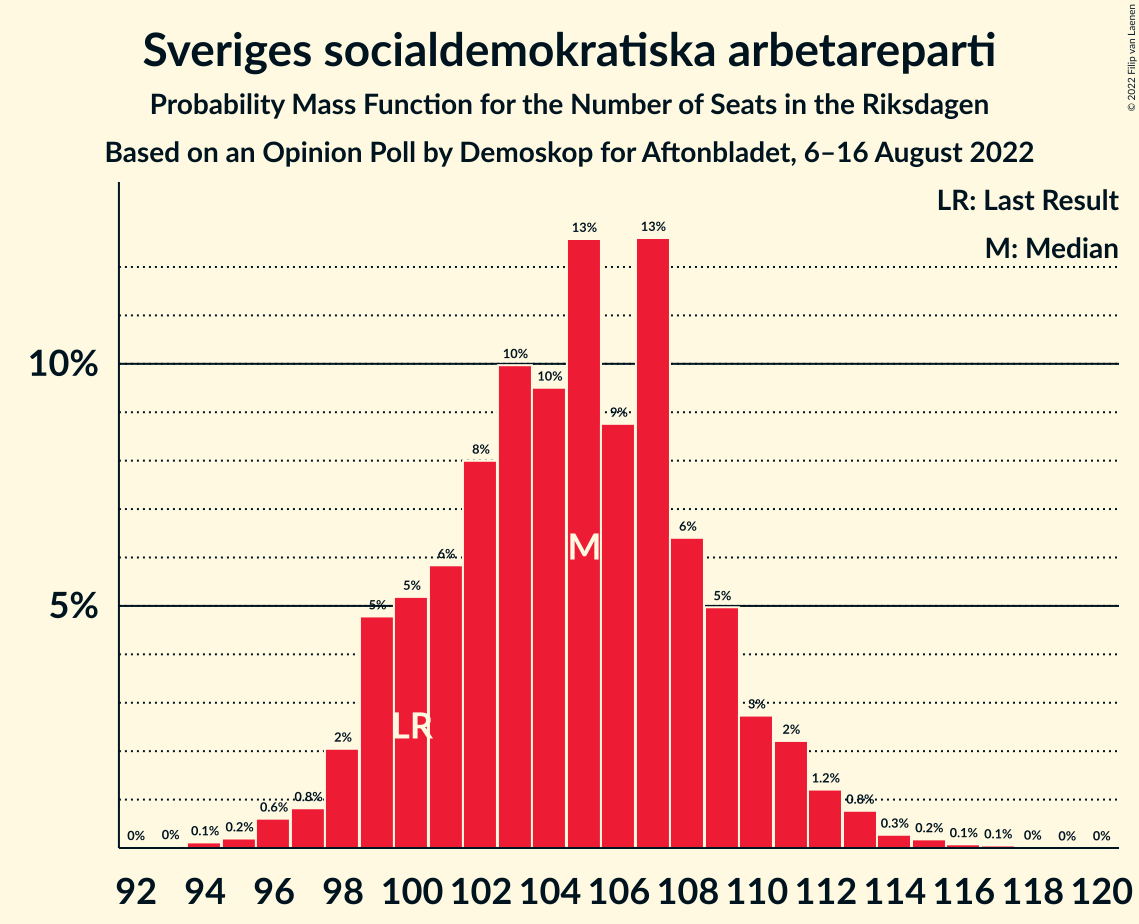 Sveriges socialdemokratiska arbetareparti
Probability Mass Function for the Number of Seats in the Riksdagen
Based on an Opinion Poll by Demoskop for Aftonbladet, 6–16 August 2022
© 2022 Filip van Laenen
LR: Last Result
M: Median
10%
5%
0% 0% 0.1% 0.2% 0.6% 0.8% 2% 5% 5% 6% 8% 10% 10% 13% 9% 13% 6% 5% 3% 2% 1.2% 0.8% 0.3% 0.2% 0.1% 0.1% 0% 0% 0%
M
LR
92 94 96 98 100 102 104 106 108 110 112 114 116 118 120